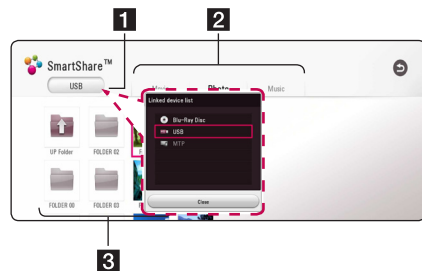 1
2
SmartShare™
USB
Photo
Music
Linked device list
Blu-Ray Disc
USB
MTP
Close
UP Folder
FOLDER 02
FOLDER 00
FOLDER 03
3